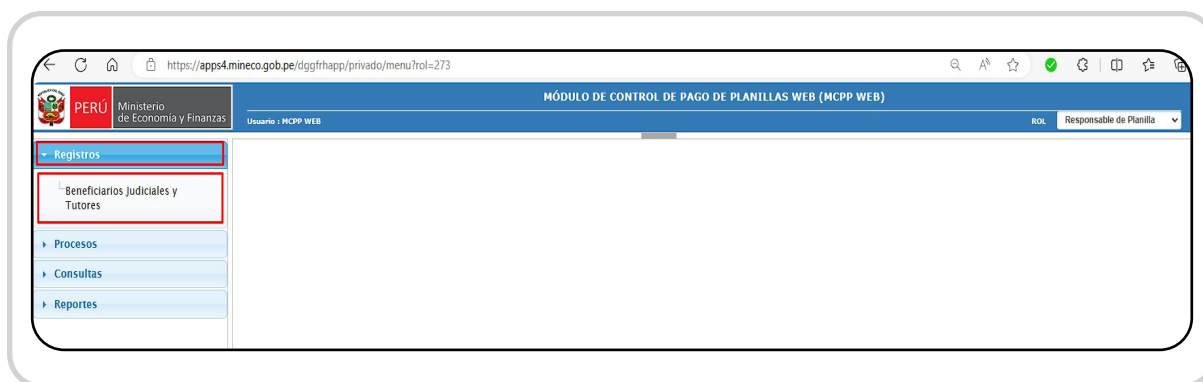 https://apps4.mineco.gob.pe/dggfrhapp/privado/menu?rol=273
PERÚ
Ministerio
de Economía y Finanzas
MÓDULO DE CONTROL DE PAGO DE PLANILLAS WEB (MCPP WEB)
Usuario : MCPP WEB
ROL
Responsable de Planilla
Registros
Beneficiarios Judiciales y
Tutores
Procesos
Consultas
Reportes